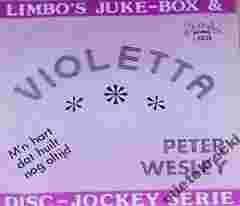 LIMBO'S JUKE-BOX &
VIOLETTA
* * *
M'n hart
dat huilt
nog altijd
PETER
WESLEY
DISC-JOCKEY SERIE